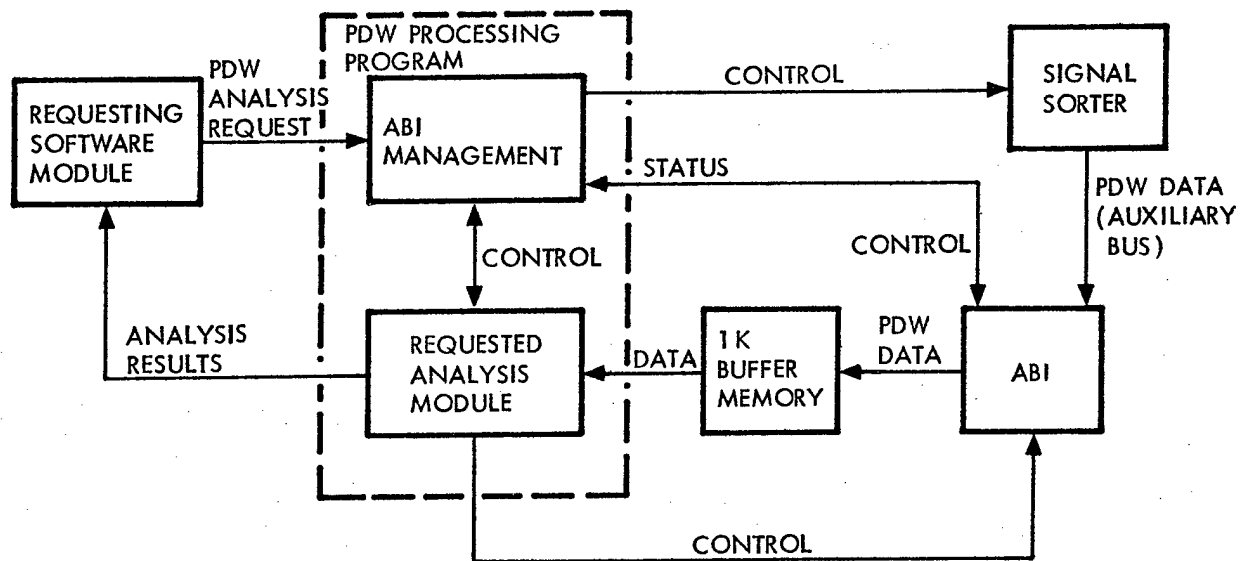 PDW PROCESSING
PROGRAM
PDW
ANALYSIS
REQUEST
REQUESTING
SOFTWARE
MODULE
ABI
MANAGEMENT
CONTROL
SIGNAL
SORTER
STATUS
PDW DATA
(AUXILIARY
BUS)
CONTROL
CONTROL
ANALYSIS
RESULTS
REQUESTED
ANALYSIS
MODULE
DATA
1K
BUFFER
MEMORY
PDW
DATA
ABI
CONTROL